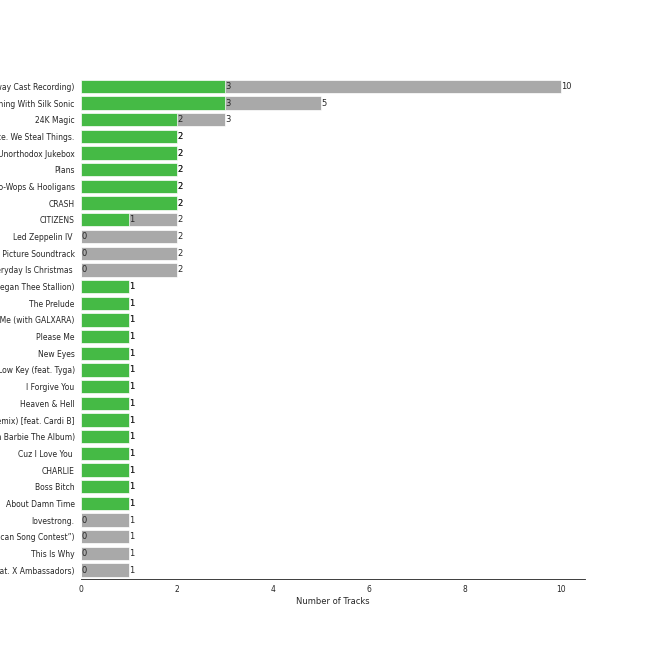 way Cast Recording) 3 10
ning With Silk Sonic 3 5
24K Magic 2 3
ce. We Steal Things. 2
Unorthodox Jukebox 2
Plans 2
o-Wops & Hooligans 2
CRASH 2
CITIZENS 1 2
Led Zeppelin IV 0 2
Picture Soundtrack 0 2
eryday Is Christmas 0 2
egan Thee Stallion) 1
The Prelude 1
Me (with GALXARA) 1
Please Me 1
New Eyes 1
Low Key (feat. Tyga) 1
I Forgive You 1
Heaven & Hell 1
emix) [feat. Cardi B] 1
Barbie The Album) 1
Cuz I Love You 1
CHARLIE 1
Boss Bitch 1
About Damn Time 1
lovestrong. 0 1
can Song Contest") 0 1
This Is Why 0 1
at. X Ambassadors) 0 1
0 2 4 6 8 10
Number of Tracks